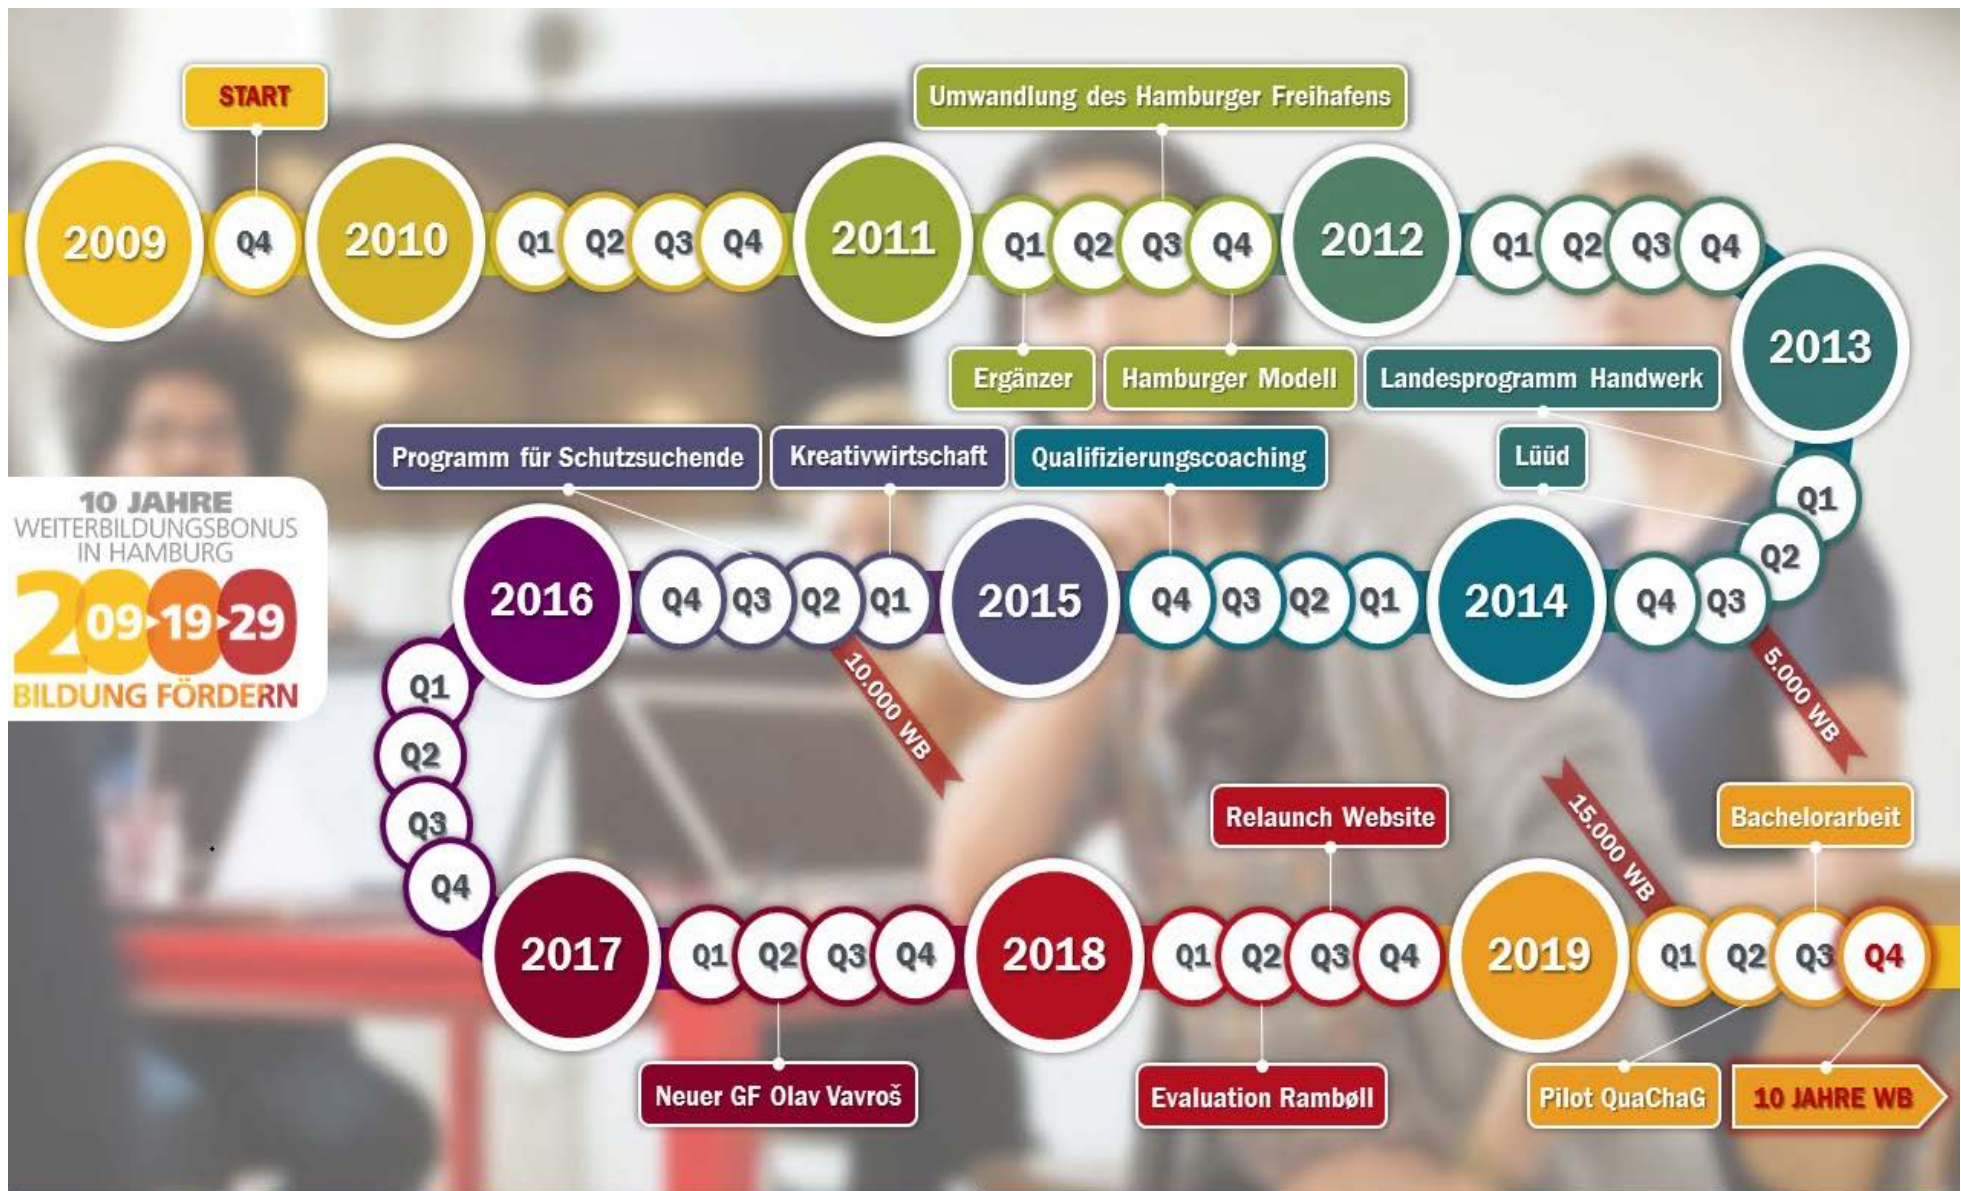 START
Umwandlung des Hamburger Freihafens
2009
Q4
2010
Q1
Q2
Q3
Q4
2011
Q1
Q2
Q3
Q4
2012
Q1
Q2
Q3
Q4
2013
Ergänzer
Hamburger Modell
Landesprogramm Handwerk
Programm für Schutzsuchende
Kreativwirtschaft
Qualifizierungscoaching
Lüüd
Q1
Q2
Q3
Q4
5.000 WB
2014
Q1
Q2
Q3
Q4
2015
Q1
Q2
Q3
Q4
10.000 WB
2016
10 JAHRE
WEITERBILDUNGSBONUS
IN HAMBURG
209▸19▸29
BILDUNG FÖRDERN
Q1
Q2
Q3
Q4
Relaunch Website
15.000 WB
Bachelorarbeit
2017
Q1
Q2
Q3
Q4
2018
Q1
Q2
Q3
Q4
2019
Q1
Q2
Q3
Q4
Neuer GF Olav Vavroš
Evaluation Rambøll
Pilot QuaChaG
10 JAHRE WB